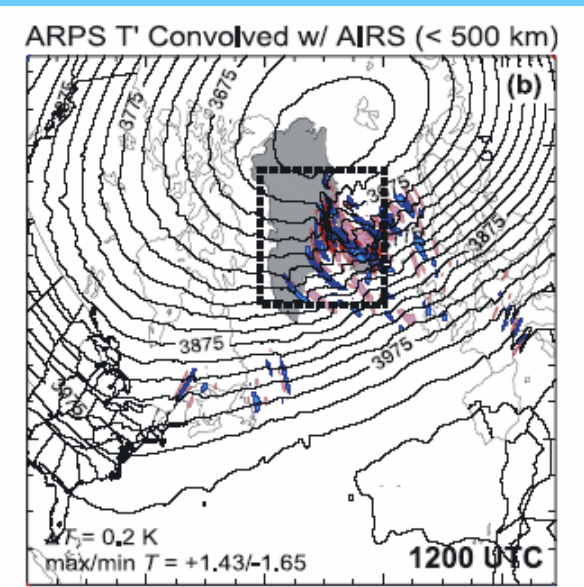 ARPS T' Convolved w/ AIRS (< 500 km)
(b)
3675
3775
3675
3875
3875
3975
3975
ΔT = 0.2 K
max/min T = +1.43/-1.65
1200 UTC